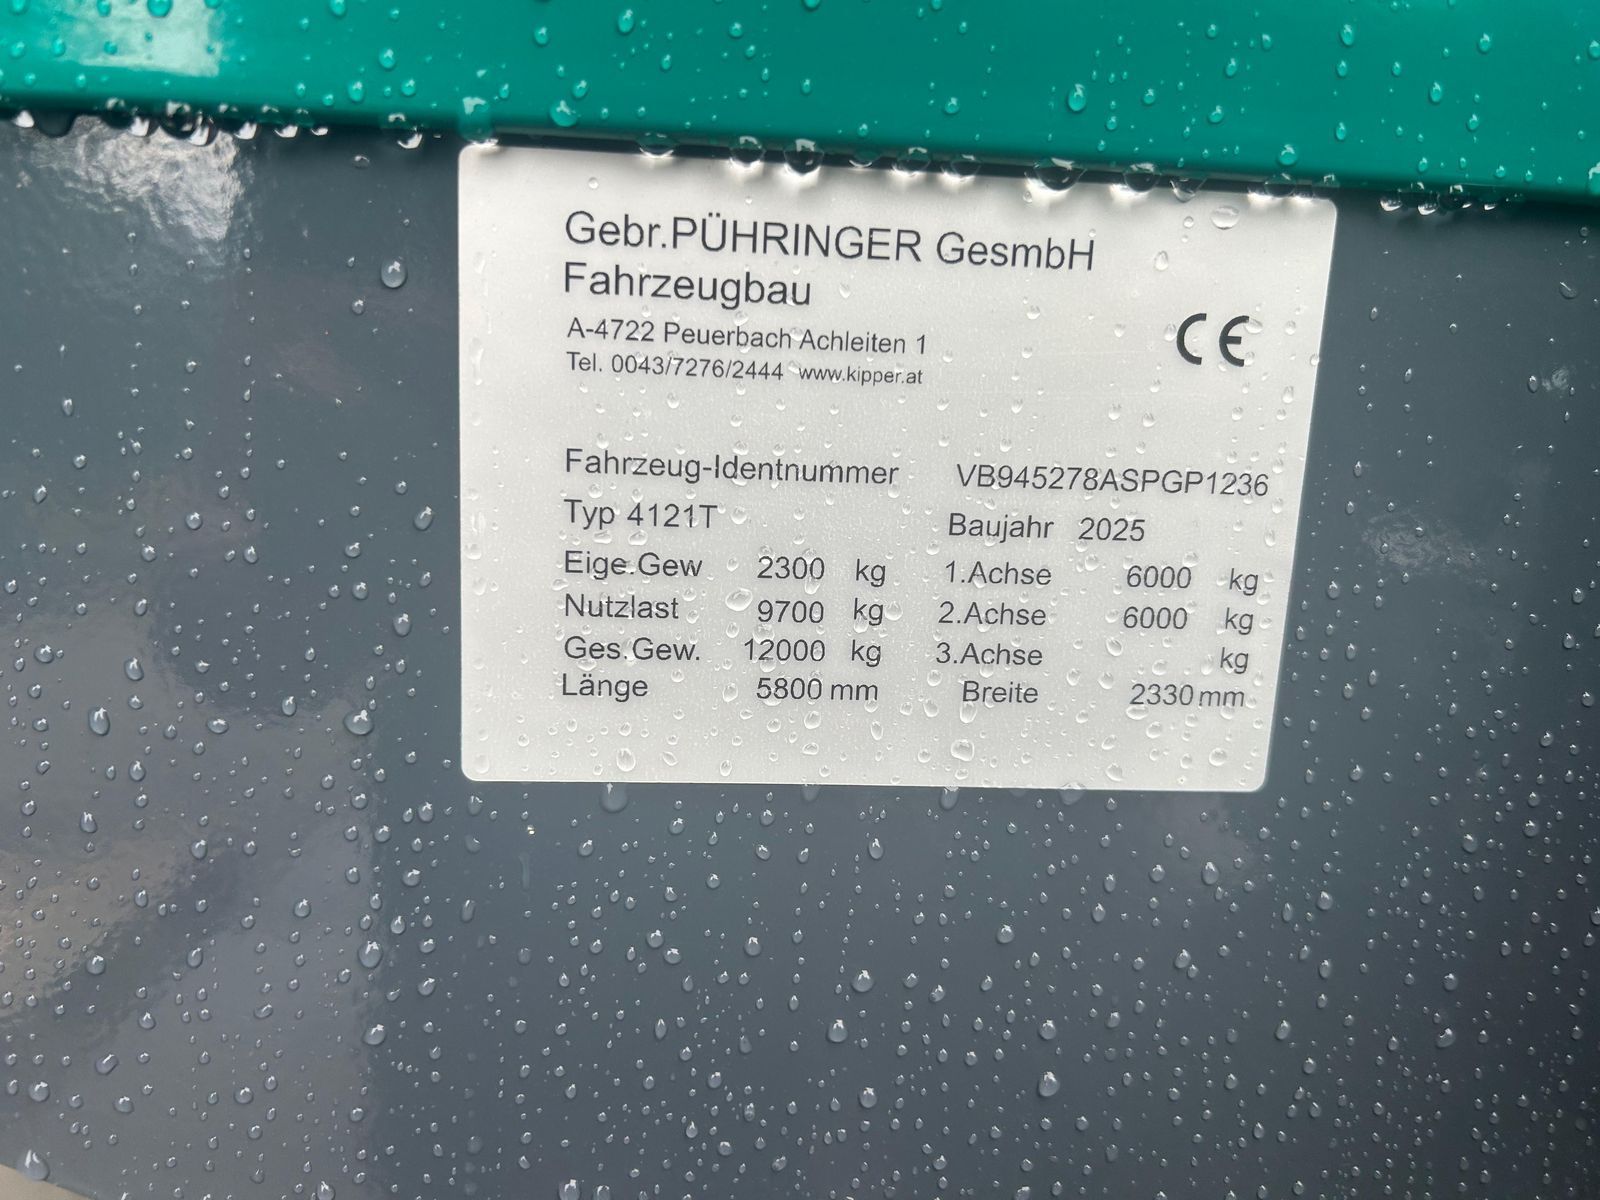 Gebr.PÜHRINGER GesmbH
Fahrzeugbau
A-4722 Peuerbach Achleiten 1
Tel. 0043/7276/2444 www.kipper.at
CE
Fahrzeug-Identnummer VB945278ASPGP1236
Typ 4121T Baujahr 2025
Eige.Gew 2300 kg 1.Achse 6000 kg
Nutzlast 9700 kg 2.Achse 6000 kg
Ges.Gew. 12000 kg 3.Achse kg
Länge 5800 mm Breite 2330 mm